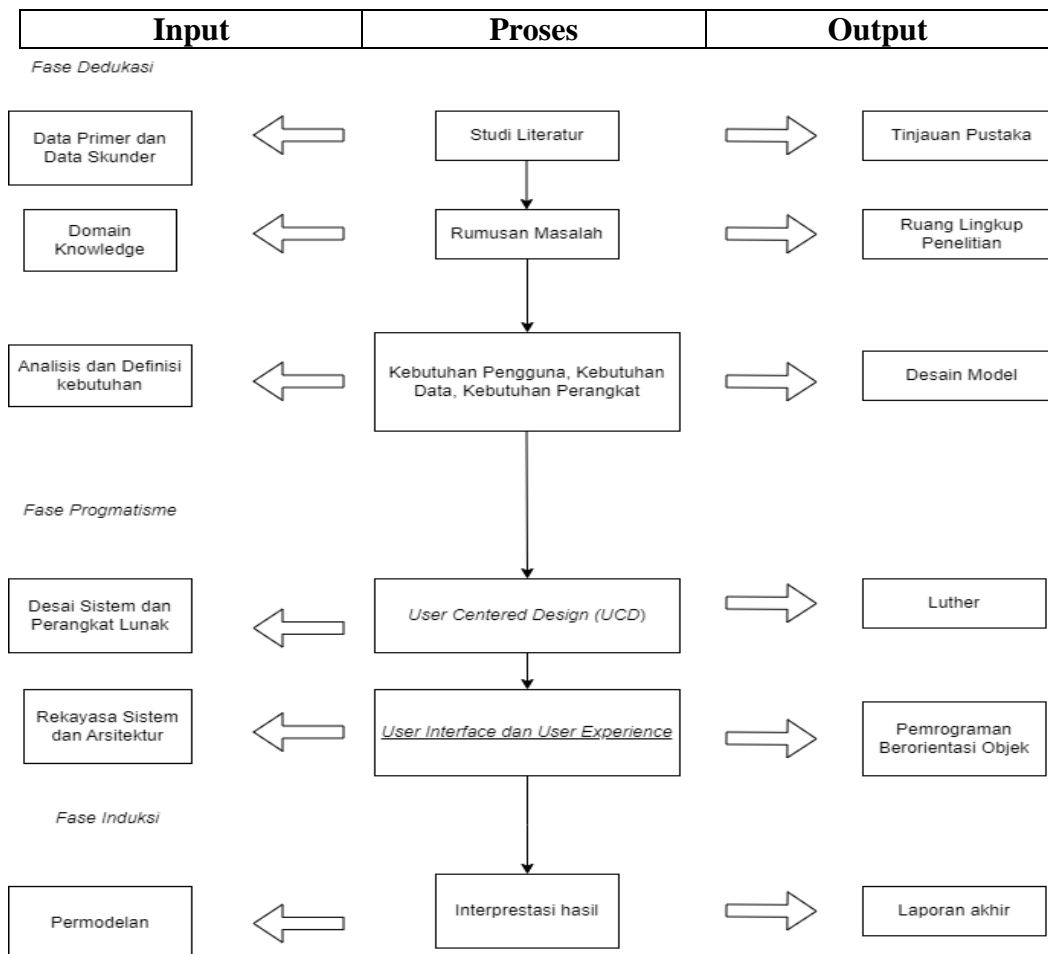 Input Proses Output
Fase Dedukasi
Data Primer dan
Data Skunder
Studi Literatur
Tinjauan Pustaka
Domain
Knowledge
Rumusan Masalah
Ruang Lingkup
Penelitian
Analisis dan Definisi
kebutuhan
Kebutuhan Pengguna, Kebutuhan
Data, Kebutuhan Perangkat
Desain Model
Fase Progmatisme
Desai Sistem dan
Perangkat Lunak
User Centered Design (UCD)
Luther
Rekayasa Sistem
dan Arsitektur
User Interface dan User Experience
Pemrograman
Berorientasi Objek
Fase Induksi
Permodelan
Interprestasi hasil
Laporan akhir